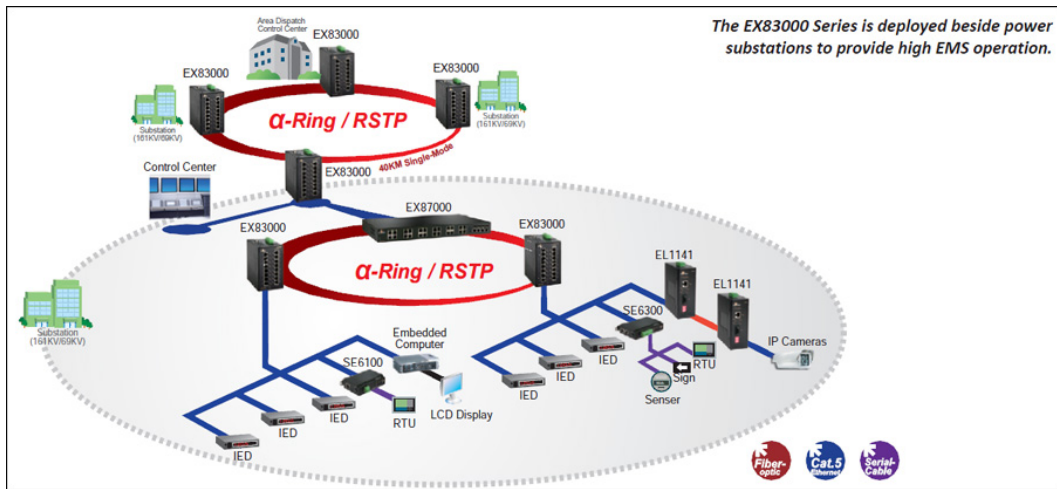 The EX83000 Series is deployed beside power
substations to provide high EMS operation.
Area Dispatch
Control Center
EX83000
EX83000
EX83000
α-Ring / RSTP
Substation
(161KV/69KV)
Substation
(161KV/69KV)
40KM Single-Mode
Control Center
EX83000
EX87000
EX83000
EX83000
α-Ring / RSTP
EL1141
EL1141
SE6300
Substation
(161KV/69KV)
Embedded
Computer
SE6100
IED
IED
IED
RTU
Sign
IP Cameras
Senser
LCD Display
RTU
IED
IED
IED
Fiber-
optic
Cat.5
Ethernet
Serial-
Cable